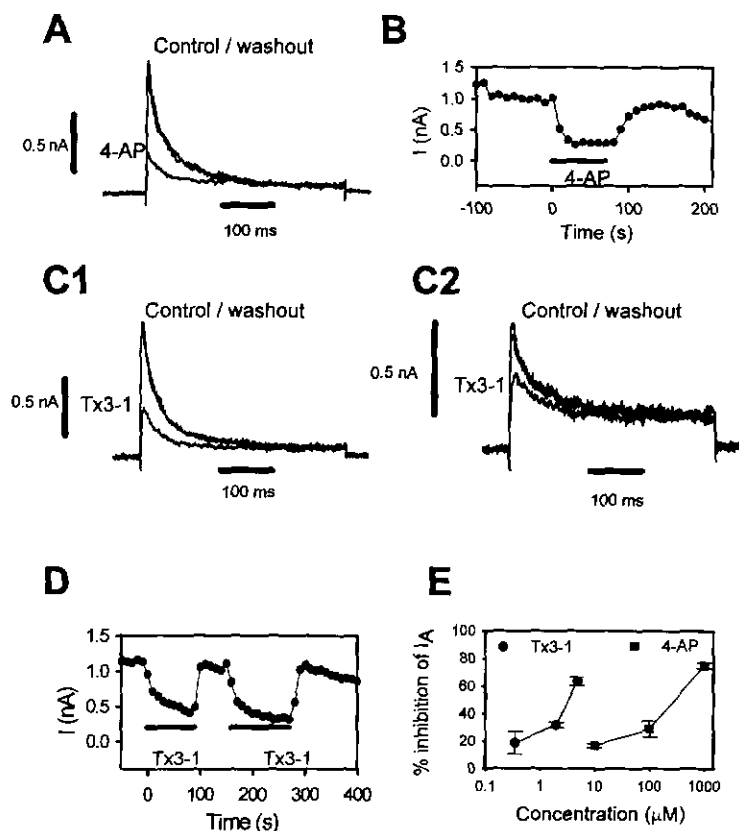 A
Control / washout
0.5 nA
4-AP
100 ms
B
I (nA)
1.5
1.0
0.5
0.0
4-AP
-100 0 100 200
Time (s)
C1
Control / washout
0.5 nA
Tx3-1
100 ms
C2
Control / washout
0.5 nA
Tx3-1
100 ms
D
I (nA)
1.5
1.0
0.5
0.0
Tx3-1 Tx3-1
0 100 200 300 400
Time (s)
E
% inhibition of IA
100
80
60
40
20
0
Tx3-1 4-AP
0.1 1 10 100 1000
Concentration (μM)